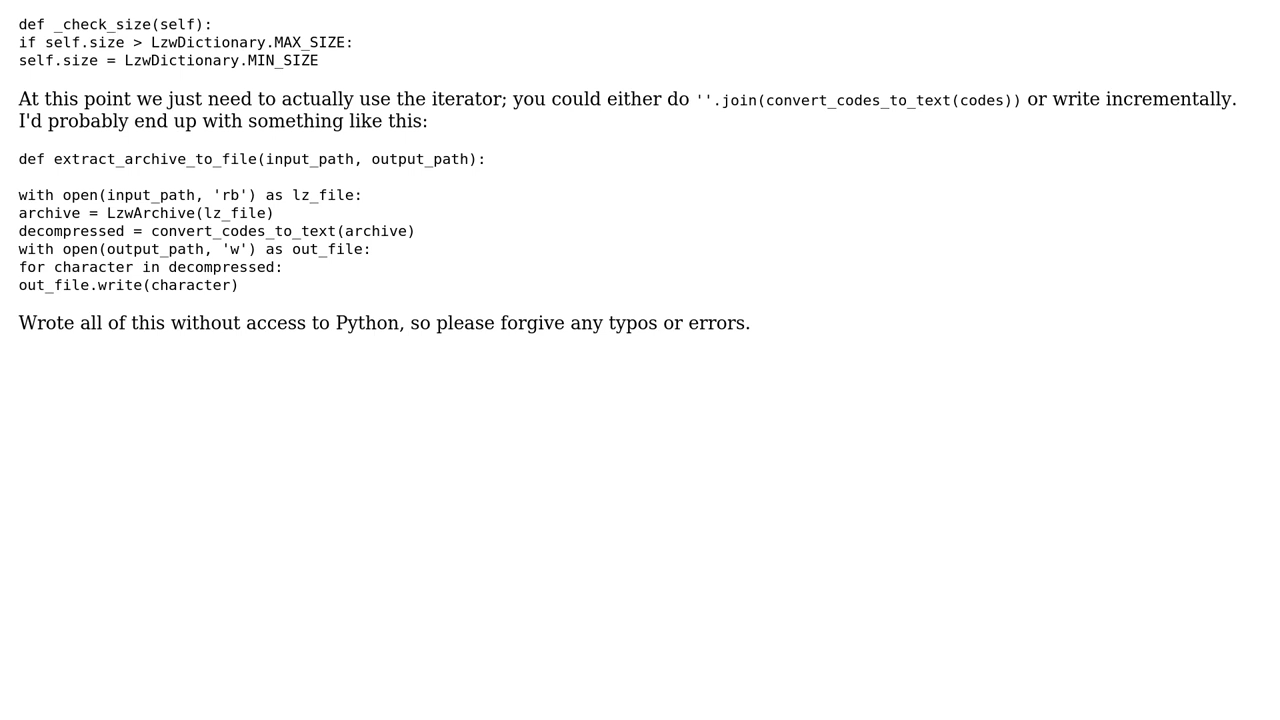 def _check_size(self):
if self.size > LzwDictionary.MAX_SIZE:
self.size = LzwDictionary.MIN_SIZE
At this point we just need to actually use the iterator; you could either do ''.join(convert_codes_to_text(codes)) or write incrementally.
I'd probably end up with something like this:
def extract_archive_to_file(input_path, output_path):
with open(input_path, 'rb') as lz_file:
archive = LzwArchive(lz_file)
decompressed = convert_codes_to_text(archive)
with open(output_path, 'w') as out_file:
for character in decompressed:
out_file.write(character)
Wrote all of this without access to Python, so please forgive any typos or errors.